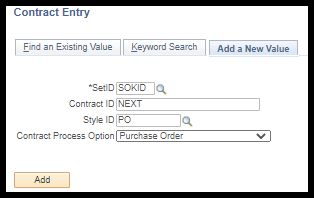 Contract Entry
Find an Existing Value Keyword Search Add a New Value
*SetID SOKID
Contract ID NEXT
Style ID PO
Contract Process Option Purchase Order
Add